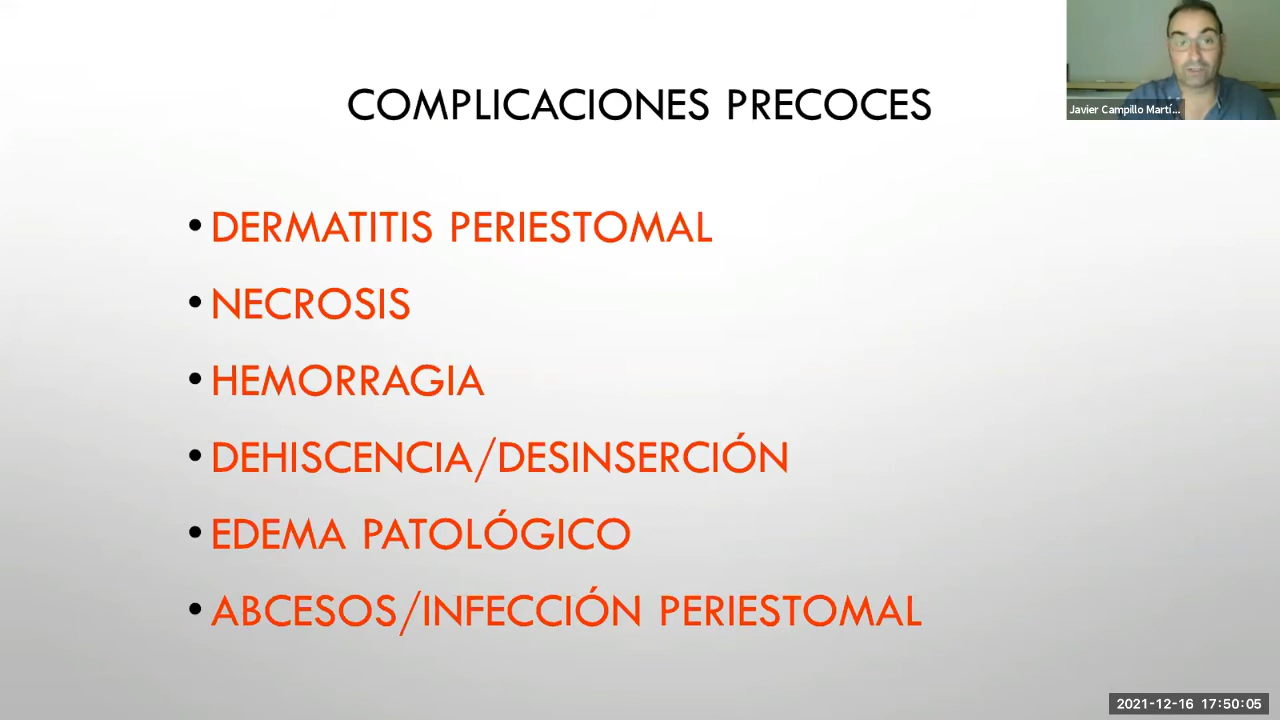 COMPLICACIONES PRECOCES
Javier Campillo Martí...
• DERMATITIS PERIESTOMAL
• NECROSIS
• HEMORRAGIA
• DEHISCENCIA/DESINSERCIÓN
• EDEMA PATOLÓGICO
• ABCESOS/INFECCIÓN PERIESTOMAL
2021-12-16 17:50:05